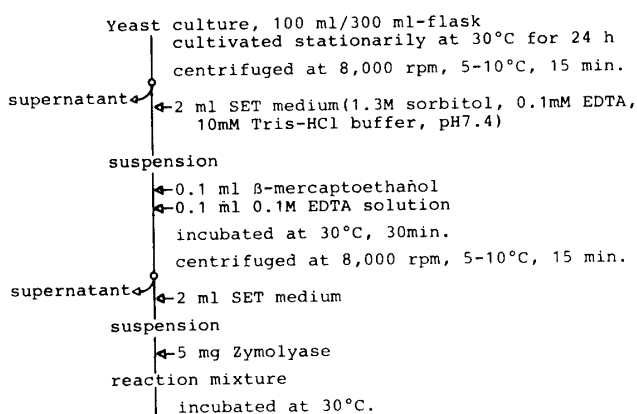 Yeast culture, 100 ml/300 ml-flask
cultivated stationarily at 30°C for 24 h
centrifuged at 8,000 rpm, 5-10°C, 15 min.
supernatant
2 ml SET medium(1.3M sorbitol, 0.1mM EDTA,
10mM Tris-HCl buffer, pH7.4)
suspension
0.1 ml ß-mercaptoethanol
0.1 ml 0.1M EDTA solution
incubated at 30°C, 30min.
centrifuged at 8,000 rpm, 5-10°C, 15 min.
supernatant
2 ml SET medium
suspension
5 mg Zymolyase
reaction mixture
incubated at 30°C.